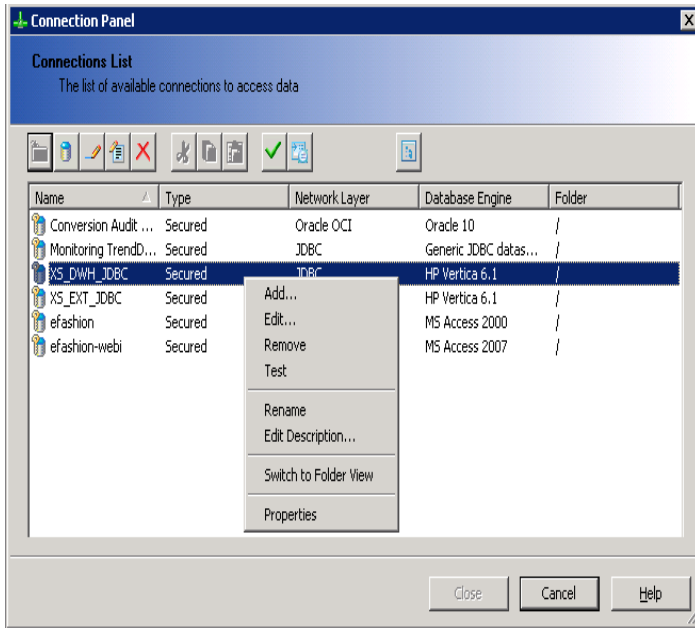 Connection Panel
Connections List
The list of available connections to access data
Name Type Network Layer Database Engine Folder
Conversion Audit ... Secured Oracle OCI Oracle 10 /
Monitoring TrendD... Secured JDBC Generic JDBC datas... /
XS_DWH_JDBC Secured JDBC HP Vertica 6.1 /
XS_EXT_JDBC Secured HP Vertica 6.1 /
efashion Secured MS Access 2000 /
efashion-webi Secured MS Access 2007 /
Add...
Edit...
Remove
Test
Rename
Edit Description...
Switch to Folder View
Properties
Close Cancel Help